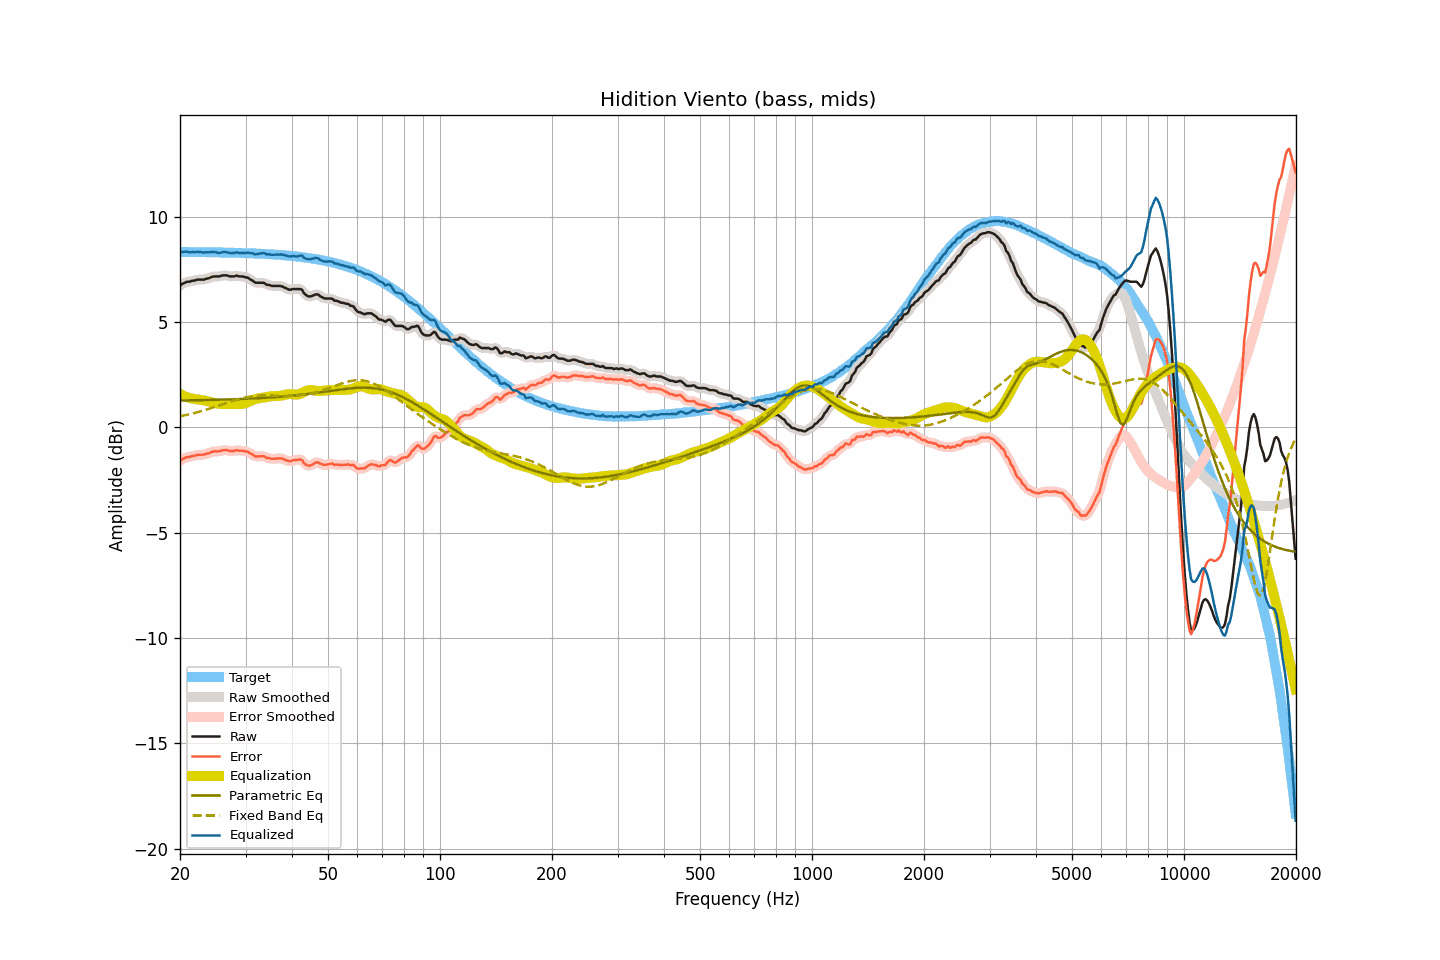 Hidition Viento (bass, mids)
Amplitude (dBr)
10
5
0
−5
−10
−15
−20
Target
Raw Smoothed
Error Smoothed
Raw
Error
Equalization
Parametric Eq
Fixed Band Eq
Equalized
20 50 100 200 500 1000 2000 5000 10000 20000
Frequency (Hz)